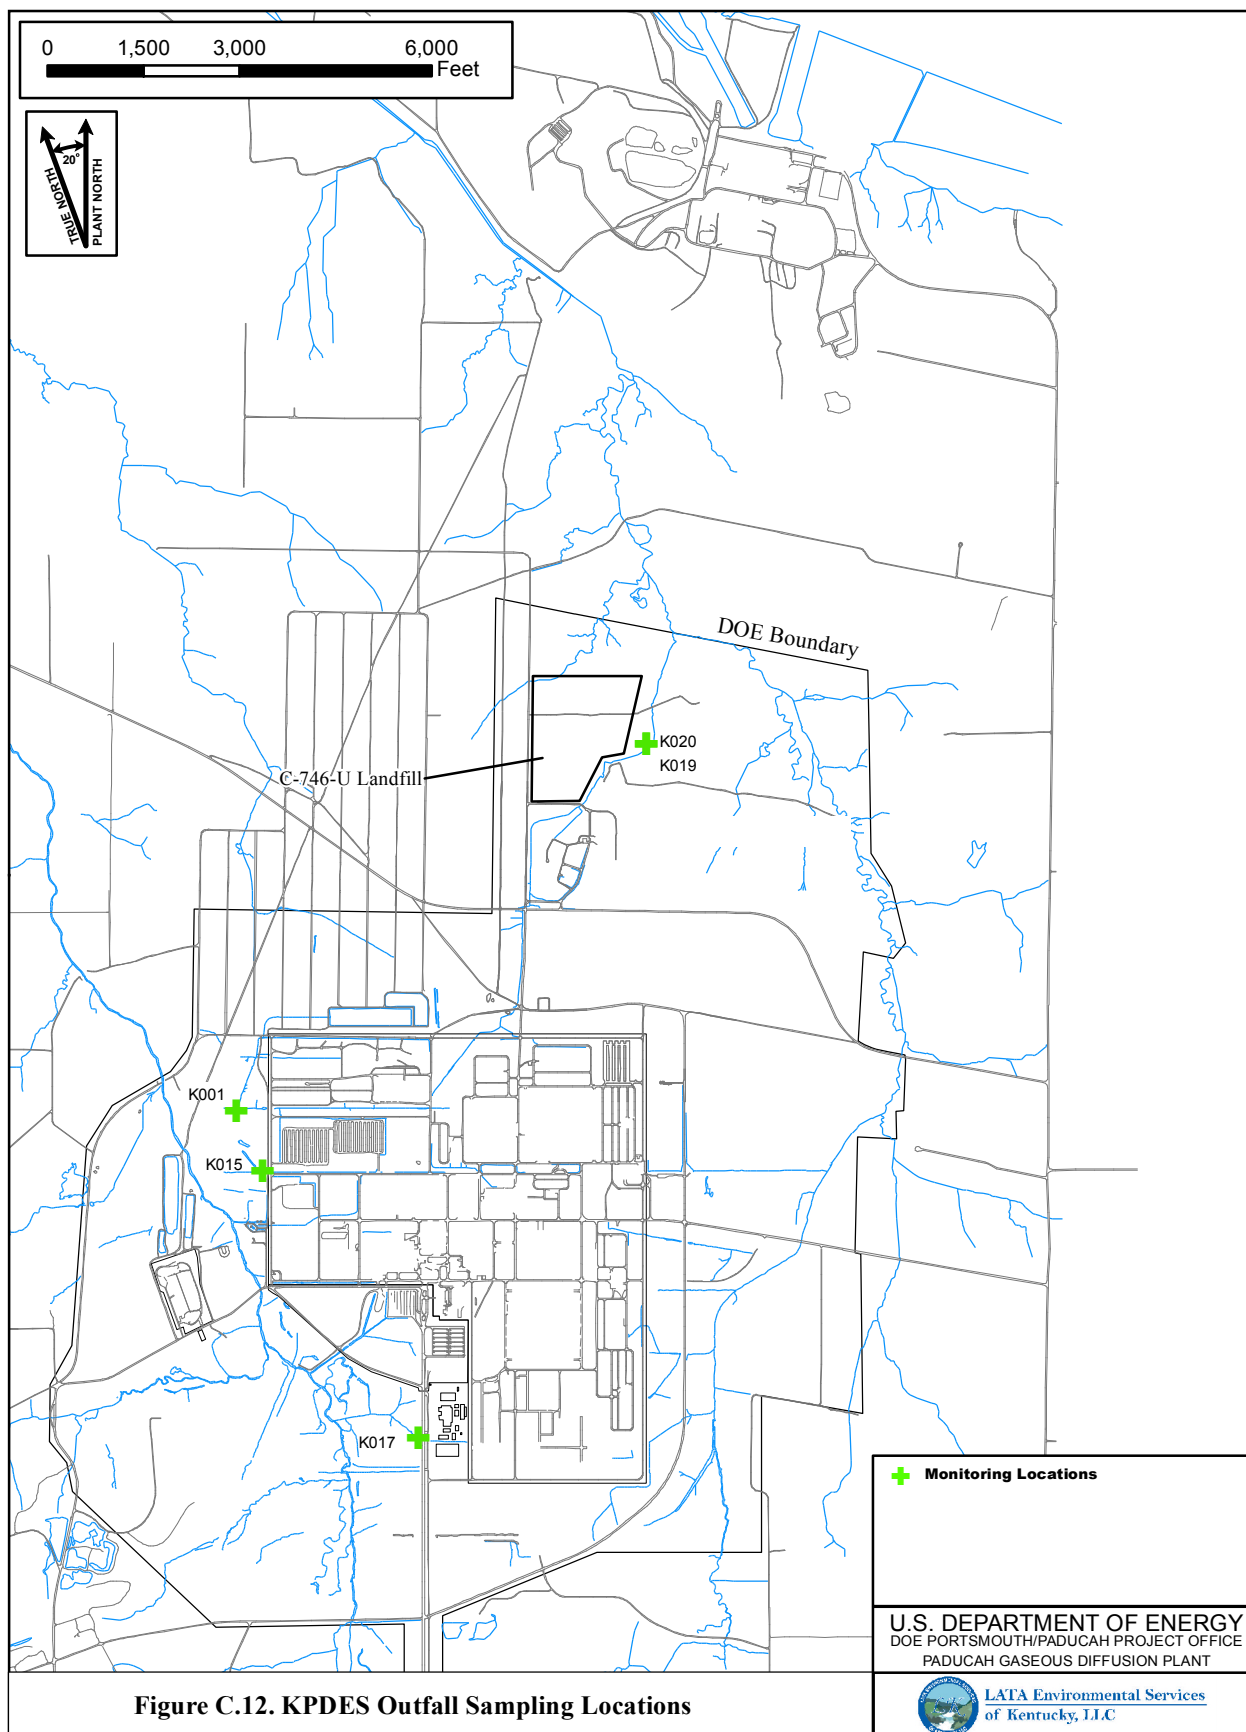 0 1,500 3,000 6,000
Feet
20°
TRUE NORTH
PLANT NORTH
DOE Boundary
K020
K019
C-746-U Landfill
K001
K015
K017
Monitoring Locations
U.S. DEPARTMENT OF ENERGY
DOE PORTSMOUTH/PADUCAH PROJECT OFFICE
PADUCAH GASEOUS DIFFUSION PLANT
Figure C.12. KPDES Outfall Sampling Locations
LATA Environmental Services
of Kentucky, LLC